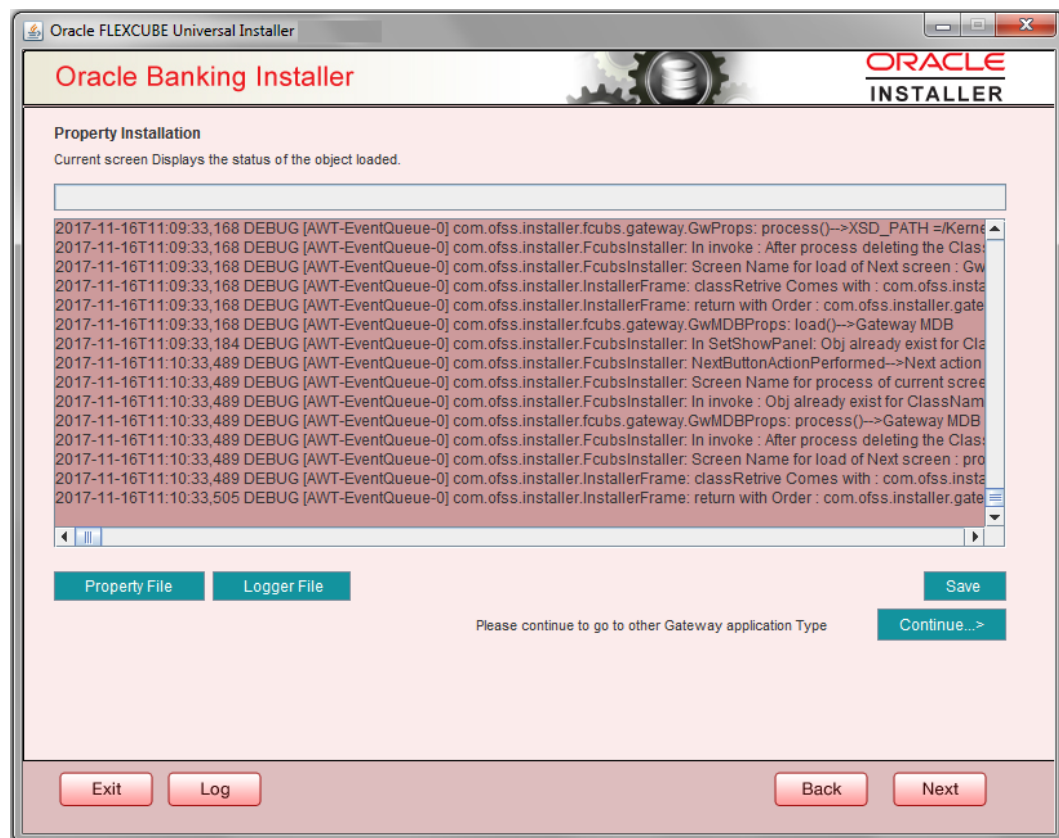 Oracle FLEXCUBE Universal Installer
Oracle Banking Installer
ORACLE
INSTALLER
Property Installation
Current screen Displays the status of the object loaded.
2017-11-16T11:09:33,168 DEBUG [AWT-EventQueue-0] com.ofss.installer.fcubs.gateway.GwProps: process()-->XSD_PATH =/Kerne
2017-11-16T11:09:33,168 DEBUG [AWT-EventQueue-0] com.ofss.installer.FcubsInstaller: In invoke : After process deleting the Clas
2017-11-16T11:09:33,168 DEBUG [AWT-EventQueue-0] com.ofss.installer.FcubsInstaller: Screen Name for load of Next screen : Gw
2017-11-16T11:09:33,168 DEBUG [AWT-EventQueue-0] com.ofss.installer.InstallerFrame: classRetrive Comes with : com.ofss.insta
2017-11-16T11:09:33,168 DEBUG [AWT-EventQueue-0] com.ofss.installer.InstallerFrame: return with Order : com.ofss.installer.gate
2017-11-16T11:09:33,168 DEBUG [AWT-EventQueue-0] com.ofss.installer.fcubs.gateway.GwMDBProps: load()-->Gateway MDB
2017-11-16T11:09:33,184 DEBUG [AWT-EventQueue-0] com.ofss.installer.FcubsInstaller: In SetShowPanel: Obj already exist for Cla
2017-11-16T11:10:33,489 DEBUG [AWT-EventQueue-0] com.ofss.installer.FcubsInstaller: NextButtonActionPerformed-->Next action
2017-11-16T11:10:33,489 DEBUG [AWT-EventQueue-0] com.ofss.installer.FcubsInstaller: Screen Name for process of current scree
2017-11-16T11:10:33,489 DEBUG [AWT-EventQueue-0] com.ofss.installer.FcubsInstaller: In invoke : Obj already exist for ClassNam
2017-11-16T11:10:33,489 DEBUG [AWT-EventQueue-0] com.ofss.installer.fcubs.gateway.GwMDBProps: process()-->Gateway MDB
2017-11-16T11:10:33,489 DEBUG [AWT-EventQueue-0] com.ofss.installer.FcubsInstaller: In invoke : After process deleting the Clas
2017-11-16T11:10:33,489 DEBUG [AWT-EventQueue-0] com.ofss.installer.FcubsInstaller: Screen Name for load of Next screen : pro
2017-11-16T11:10:33,489 DEBUG [AWT-EventQueue-0] com.ofss.installer.InstallerFrame: classRetrive Comes with : com.ofss.insta
2017-11-16T11:10:33,505 DEBUG [AWT-EventQueue-0] com.ofss.installer.InstallerFrame: return with Order : com.ofss.installer.gate
Property File
Logger File
Save
Please continue to go to other Gateway application Type
Continue...>
Exit
Log
Back
Next